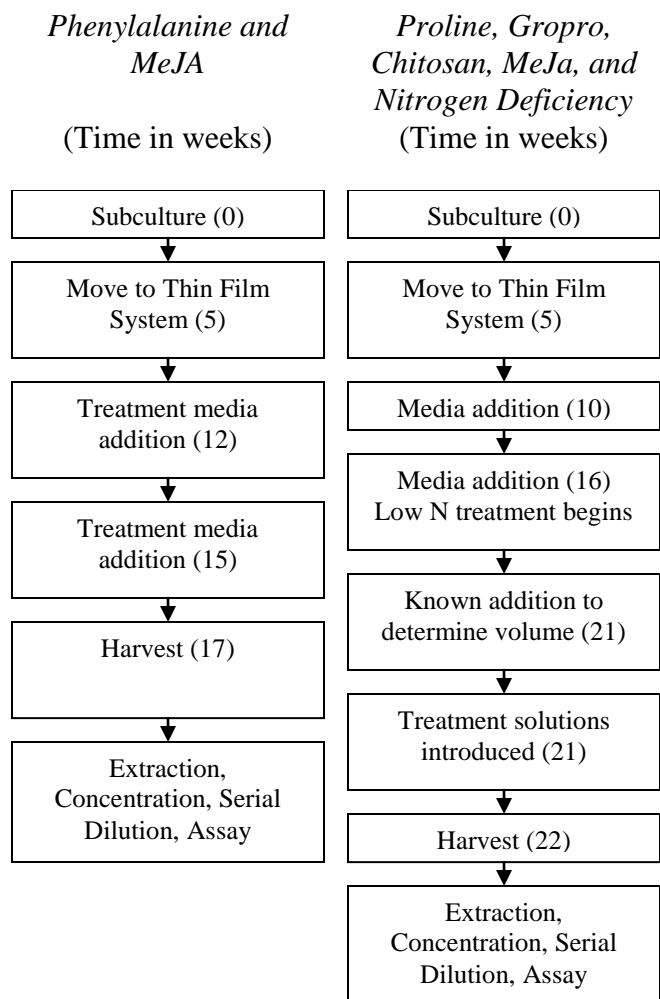 Phenylalanine and
MeJA
(Time in weeks)
Subculture (0)
Move to Thin Film
System (5)
Treatment media
addition (12)
Treatment media
addition (15)
Harvest (17)
Extraction,
Concentration, Serial
Dilution, Assay
Proline, Gropro,
Chitosan, MeJa, and
Nitrogen Deficiency
(Time in weeks)
Subculture (0)
Move to Thin Film
System (5)
Media addition (10)
Media addition (16)
Low N treatment begins
Known addition to
determine volume (21)
Treatment solutions
introduced (21)
Harvest (22)
Extraction,
Concentration, Serial
Dilution, Assay